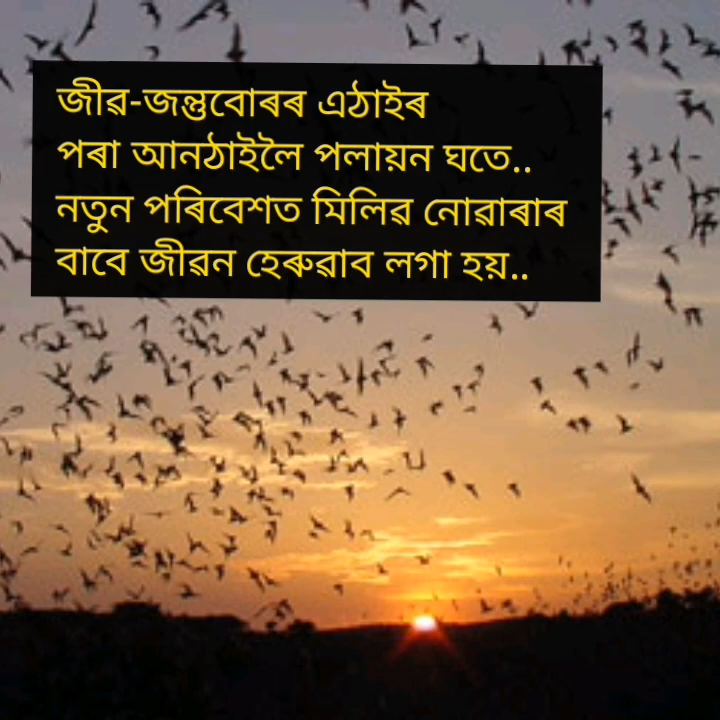 জীৱ-জন্তুবোৰৰ এঠাইৰ
পৰা আনঠাইলৈ পলায়ন ঘতে..
নতুন পৰিবেশত মিলিৱ নোৱাৰাৰ
বাবে জীৱন হেৰুৱাব লগা হয়..